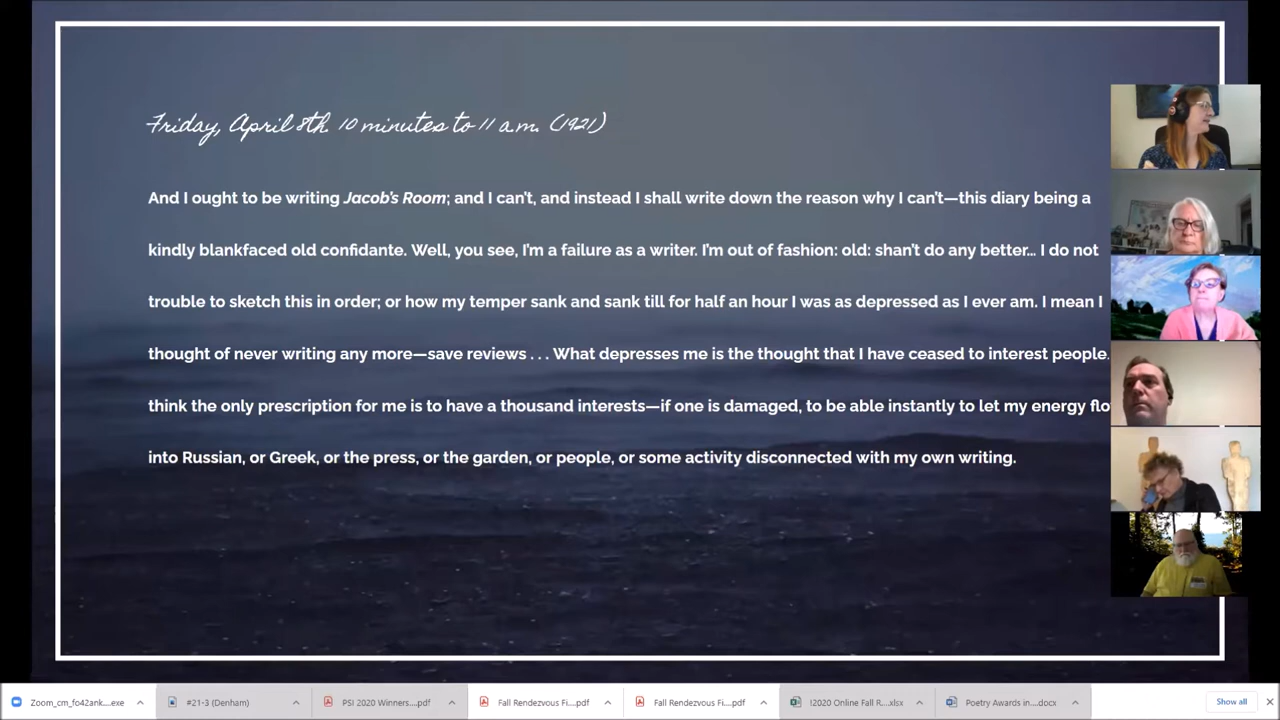 Friday, April 8th. 10 minutes to 11 a.m. (1921)
And I ought to be writing Jacob's Room; and I can't, and instead I shall write down the reason why I can't—this diary being a
kindly blankfaced old confidante. Well, you see, I'm a failure as a writer. I'm out of fashion: old: shan't do any better... I do not
trouble to sketch this in order; or how my temper sank and sank till for half an hour I was as depressed as I ever am. I mean I
thought of never writing any more—save reviews . . . What depresses me is the thought that I have ceased to interest people.
think the only prescription for me is to have a thousand interests—if one is damaged, to be able instantly to let my energy flo
into Russian, or Greek, or the press, or the garden, or people, or some activity disconnected with my own writing.
Zoom_cm_fo42ank....exe #21-3 (Denham) PSI 2020 Winners....pdf Fall Rendezvous Fi....pdf Fall Rendezvous Fi....pdf !2020 Online Fall R....xlsx Poetry Awards in....docx Show all